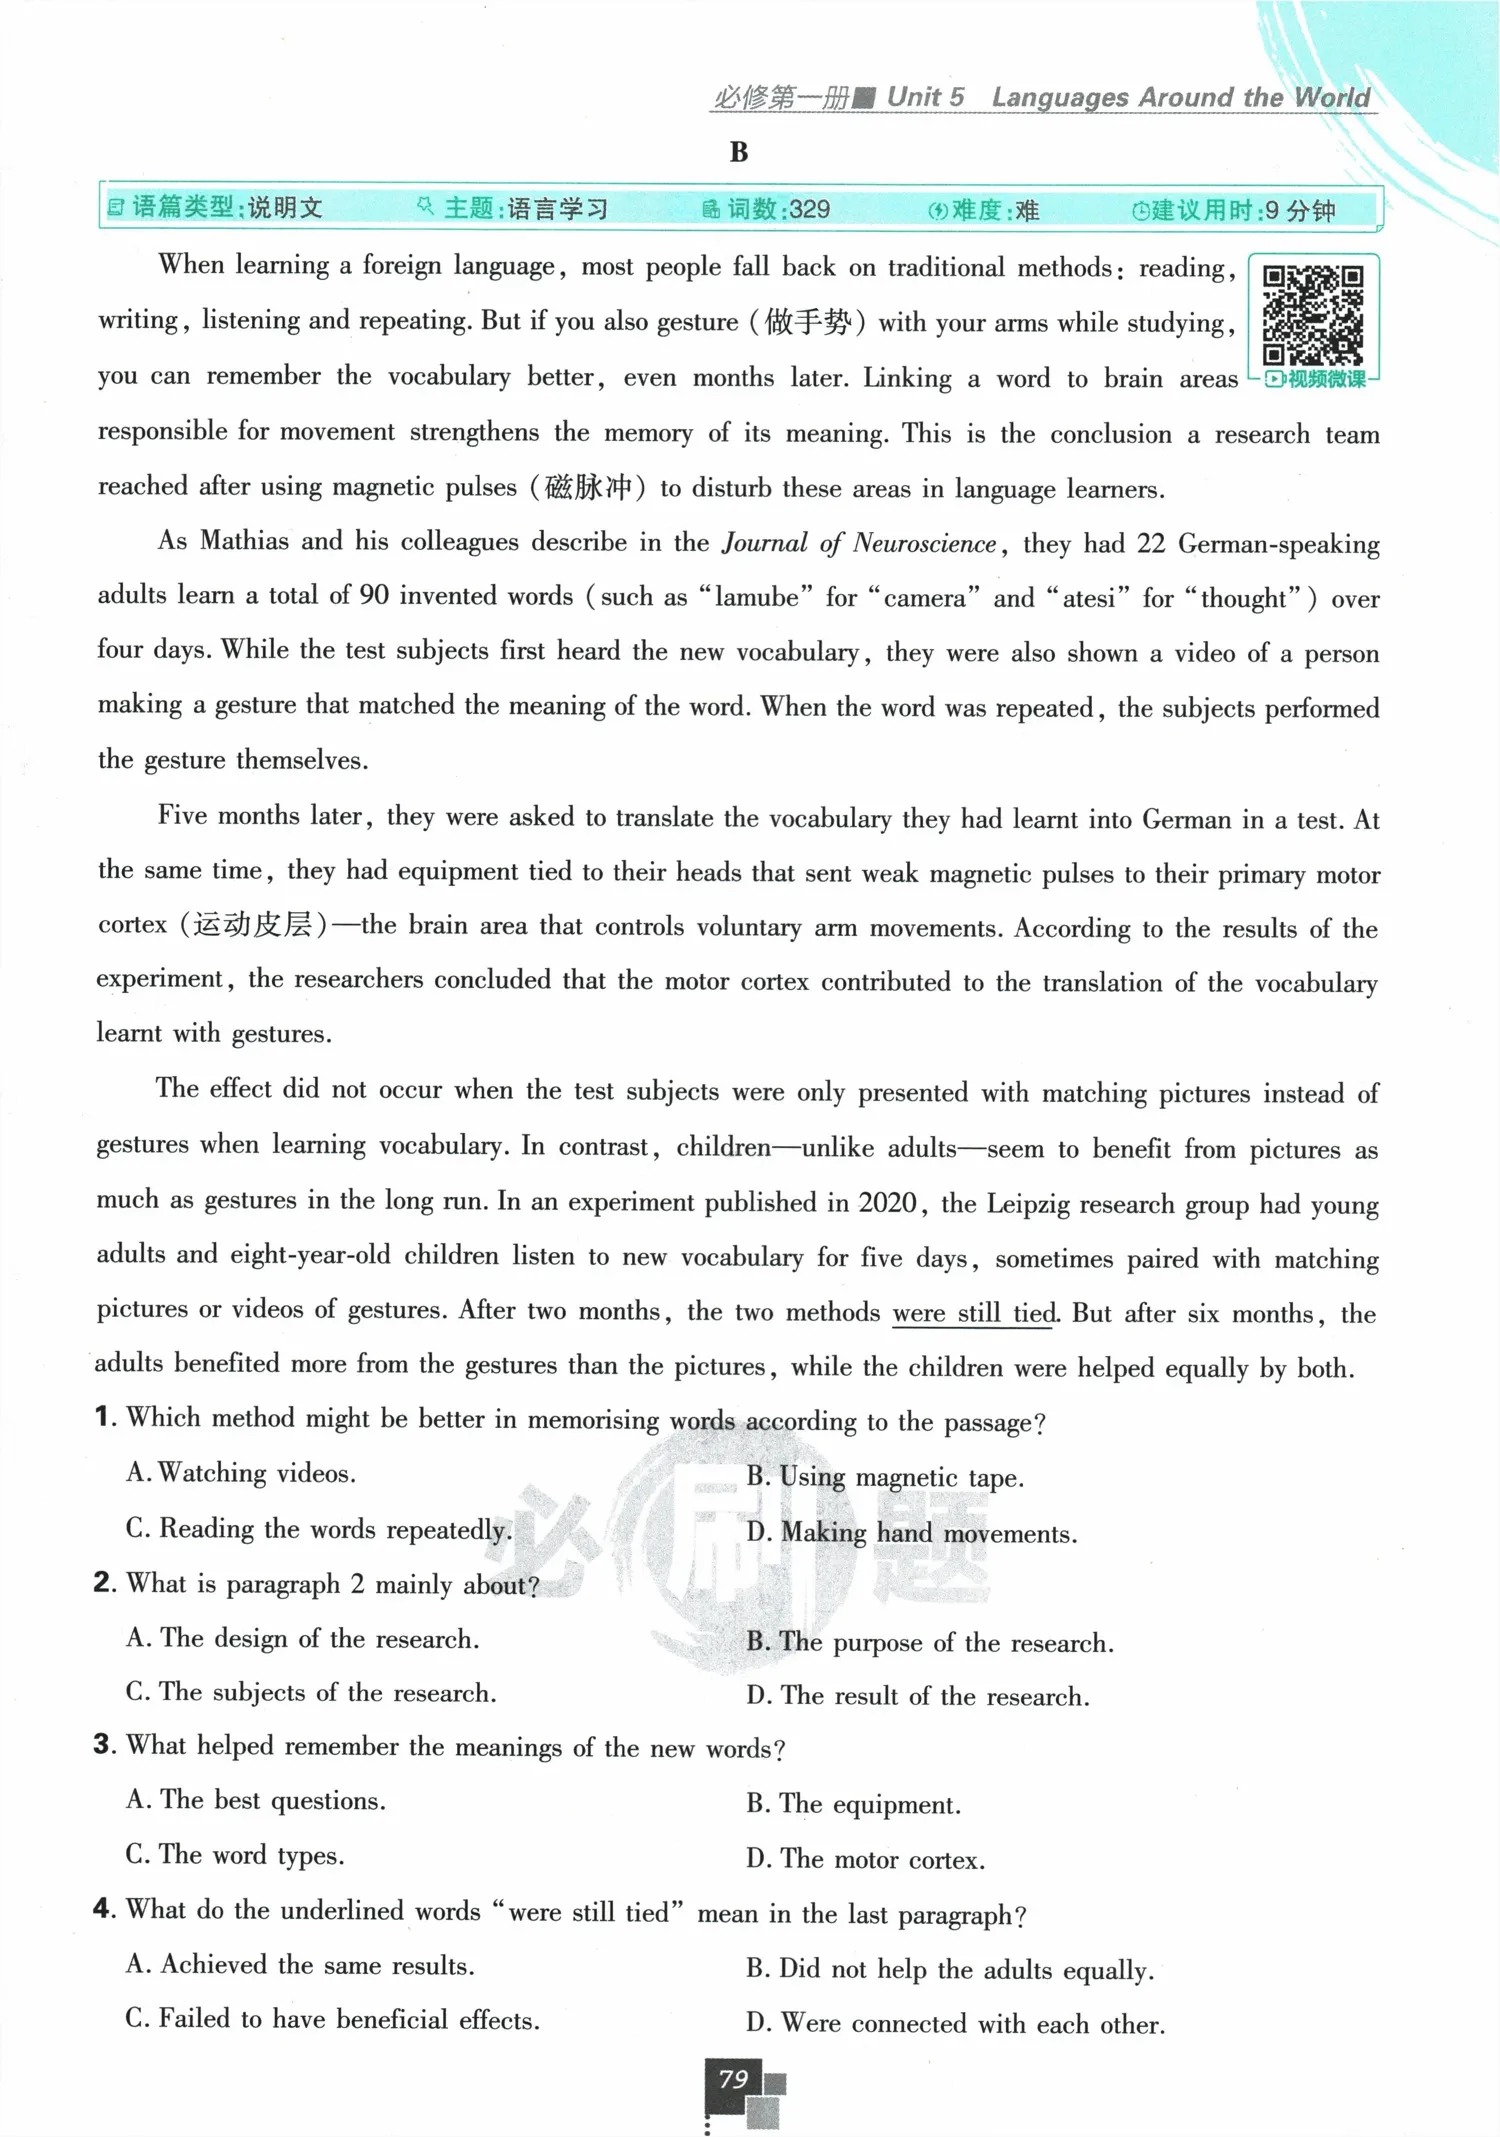 必修第一册■ Unit 5 Languages Around the World
B
语篇类型:说明文 主题:语言学习 词数:329 难度:难 建议用时:9分钟
When learning a foreign language, most people fall back on traditional methods: reading,
writing, listening and repeating. But if you also gesture (做手势) with your arms while studying,
you can remember the vocabulary better, even months later. Linking a word to brain areas
视频微课
responsible for movement strengthens the memory of its meaning. This is the conclusion a research team
reached after using magnetic pulses (磁脉冲) to disturb these areas in language learners.
As Mathias and his colleagues describe in the Journal of Neuroscience, they had 22 German-speaking
adults learn a total of 90 invented words (such as “lamube” for “camera” and “atesi” for “thought”) over
four days. While the test subjects first heard the new vocabulary, they were also shown a video of a person
making a gesture that matched the meaning of the word. When the word was repeated, the subjects performed
the gesture themselves.
Five months later, they were asked to translate the vocabulary they had learnt into German in a test. At
the same time, they had equipment tied to their heads that sent weak magnetic pulses to their primary motor
cortex (运动皮层)—the brain area that controls voluntary arm movements. According to the results of the
experiment, the researchers concluded that the motor cortex contributed to the translation of the vocabulary
learnt with gestures.
The effect did not occur when the test subjects were only presented with matching pictures instead of
gestures when learning vocabulary. In contrast, children—unlike adults—seem to benefit from pictures as
much as gestures in the long run. In an experiment published in 2020, the Leipzig research group had young
adults and eight-year-old children listen to new vocabulary for five days, sometimes paired with matching
pictures or videos of gestures. After two months, the two methods were still tied. But after six months, the
adults benefited more from the gestures than the pictures, while the children were helped equally by both.
1. Which method might be better in memorising words according to the passage?
A. Watching videos. B. Using magnetic tape.
C. Reading the words repeatedly. D. Making hand movements.
必刷题
2. What is paragraph 2 mainly about?
A. The design of the research. B. The purpose of the research.
C. The subjects of the research. D. The result of the research.
3. What helped remember the meanings of the new words?
A. The best questions. B. The equipment.
C. The word types. D. The motor cortex.
4. What do the underlined words “were still tied” mean in the last paragraph?
A. Achieved the same results. B. Did not help the adults equally.
C. Failed to have beneficial effects. D. Were connected with each other.
79